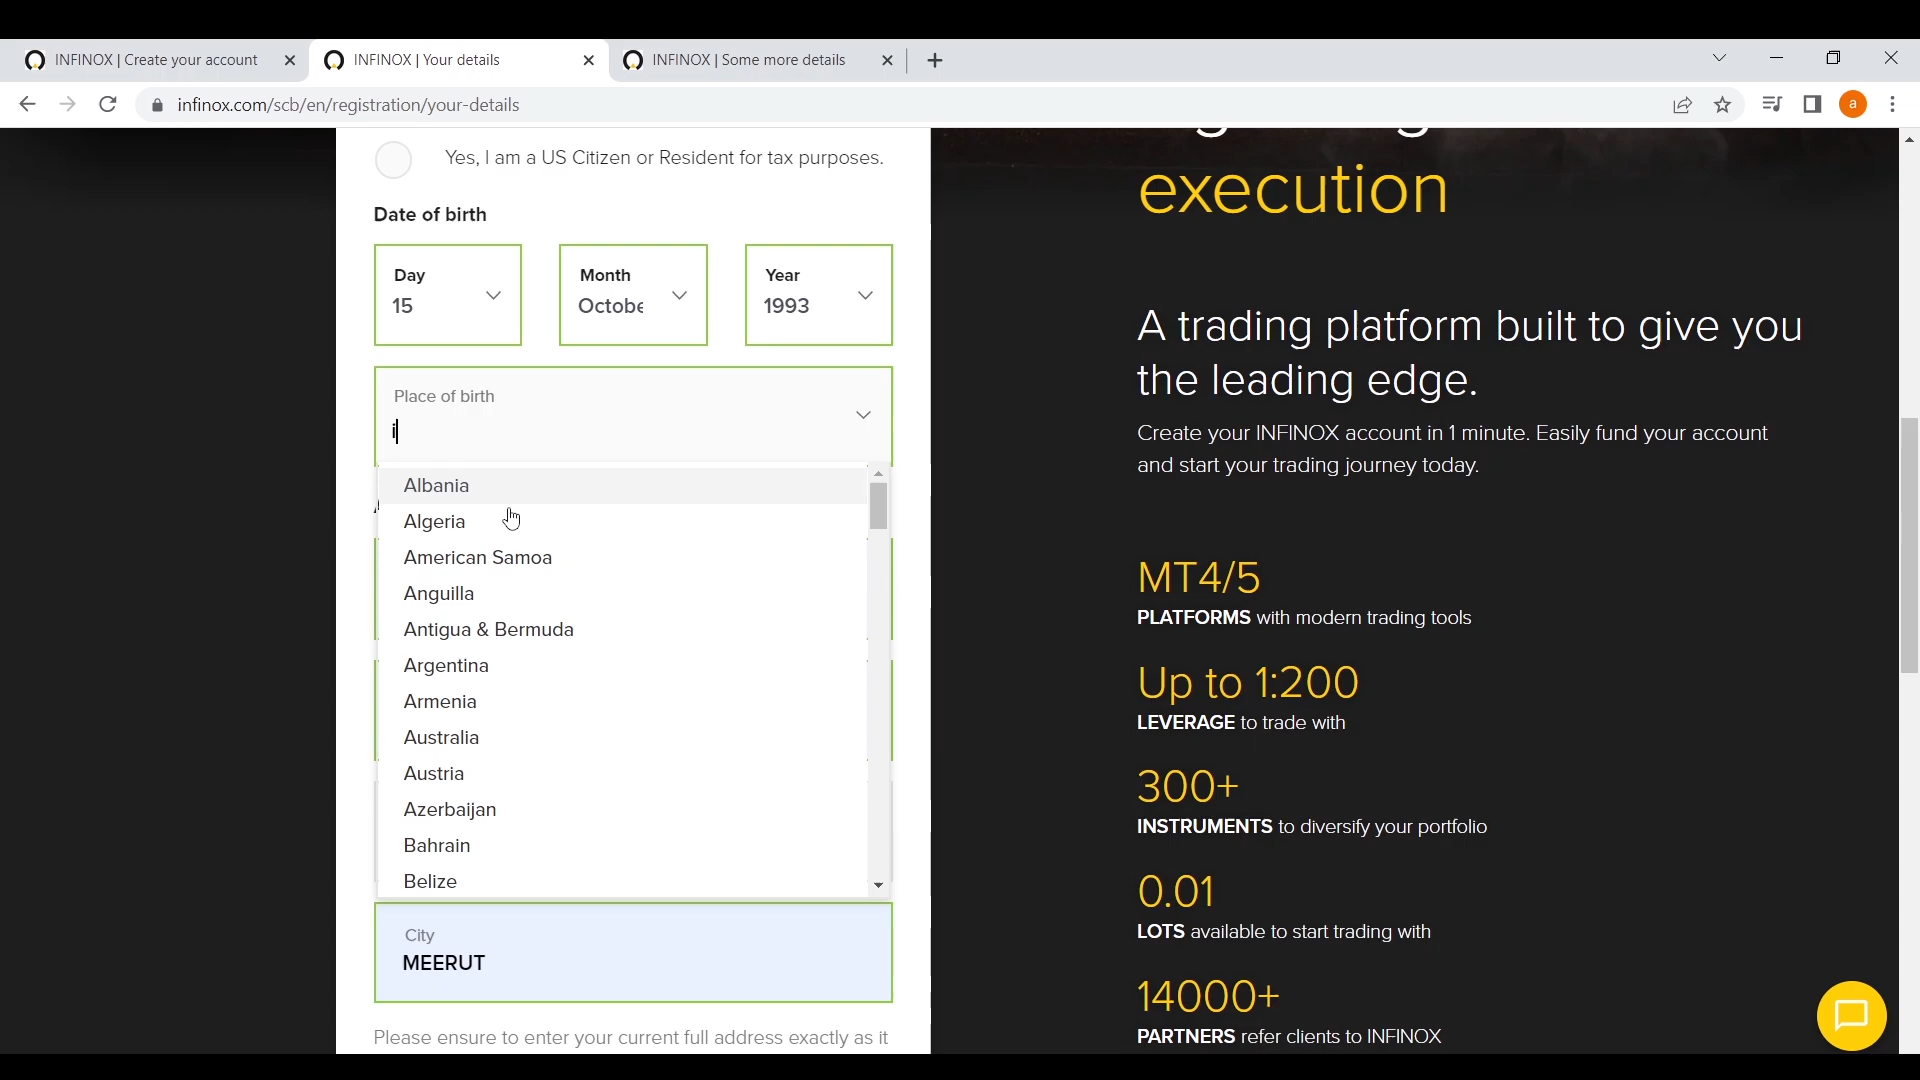 INFINOX | Create your account
INFINOX | Your details
INFINOX | Some more details
infinox.com/scb/en/registration/your-details
a
Yes, I am a US Citizen or Resident for tax purposes.
Date of birth
Day
15
Month
Octobe
Year
1993
Place of birth
i
Albania
Algeria
American Samoa
Anguilla
Antigua & Bermuda
Argentina
Armenia
Australia
Austria
Azerbaijan
Bahrain
Belize
City
MEERUT
Please ensure to enter your current full address exactly as it
execution
A trading platform built to give you
the leading edge.
Create your INFINOX account in 1 minute. Easily fund your account
and start your trading journey today.
MT4/5
PLATFORMS with modern trading tools
Up to 1:200
LEVERAGE to trade with
300+
INSTRUMENTS to diversify your portfolio
0.01
LOTS available to start trading with
14000+
PARTNERS refer clients to INFINOX